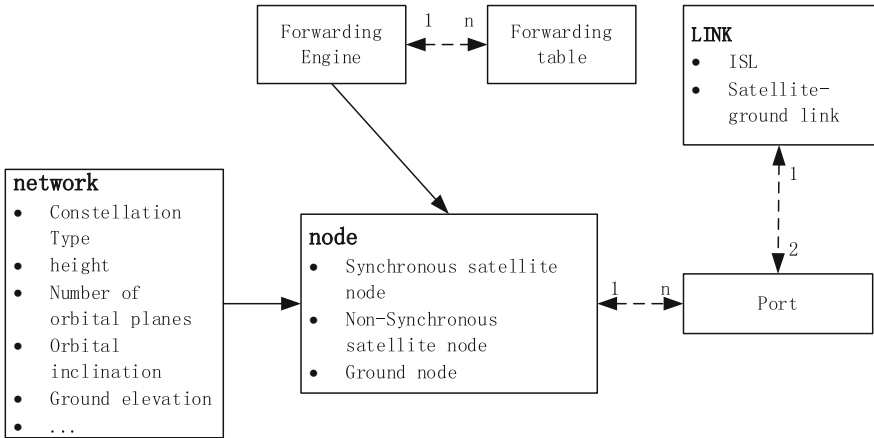 Forwarding
Engine
1
n
Forwarding
table
LINK
● ISL
● Satellite-
ground link
1
2
network
● Constellation
Type
● height
● Number of
orbital planes
● Orbital
inclination
● Ground elevation
● ...
node
● Synchronous satellite
node
● Non-Synchronous
satellite node
● Ground node
1
n
Port